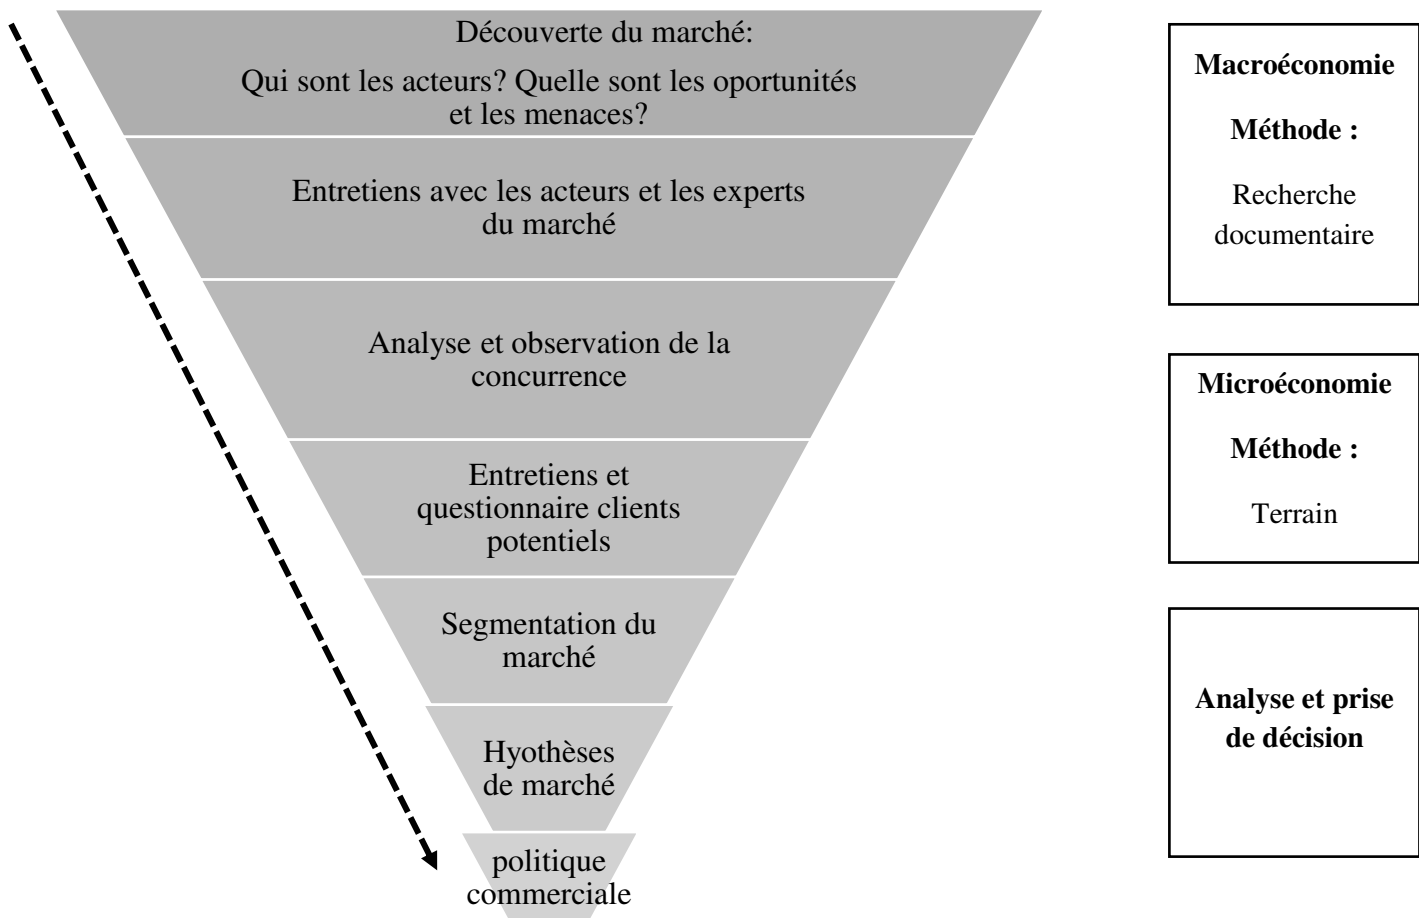 Découverte du marché:
Qui sont les acteurs? Quelle sont les oportunités
et les menaces?
Entretiens avec les acteurs et les experts
du marché
Analyse et observation de la
concurrence
Entretiens et
questionnaire clients
potentiels
Segmentation du
marché
Hyothèses
de marché
politique
commerciale
Macroéconomie
Méthode :
Recherche
documentaire
Microéconomie
Méthode :
Terrain
Analyse et prise
de décision